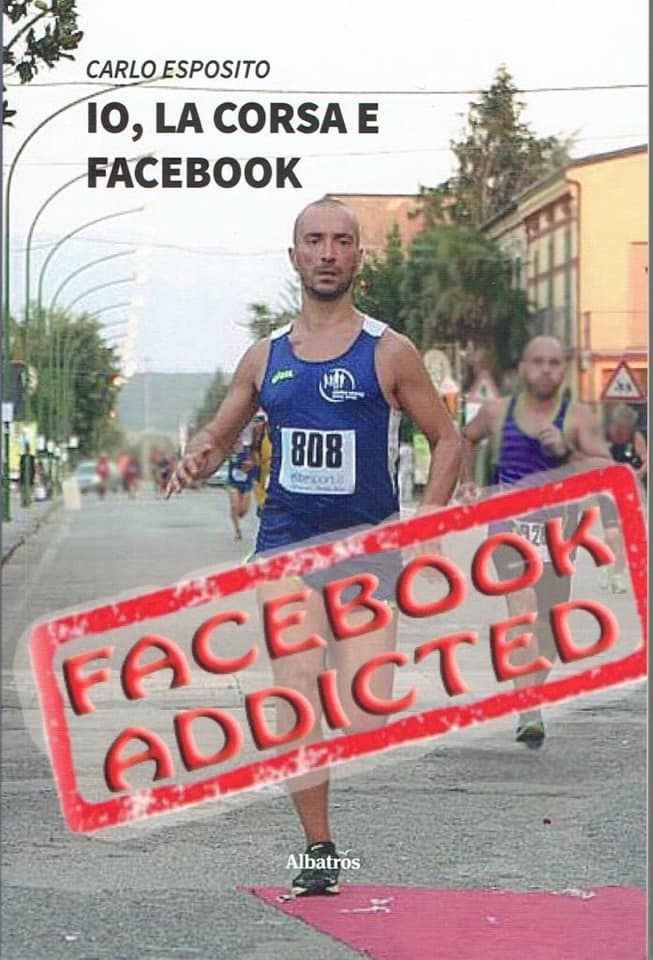 CARLO ESPOSITO
IO, LA CORSA E
FACEBOOK
808
FACEBOOK
ADDICTED
Albatros